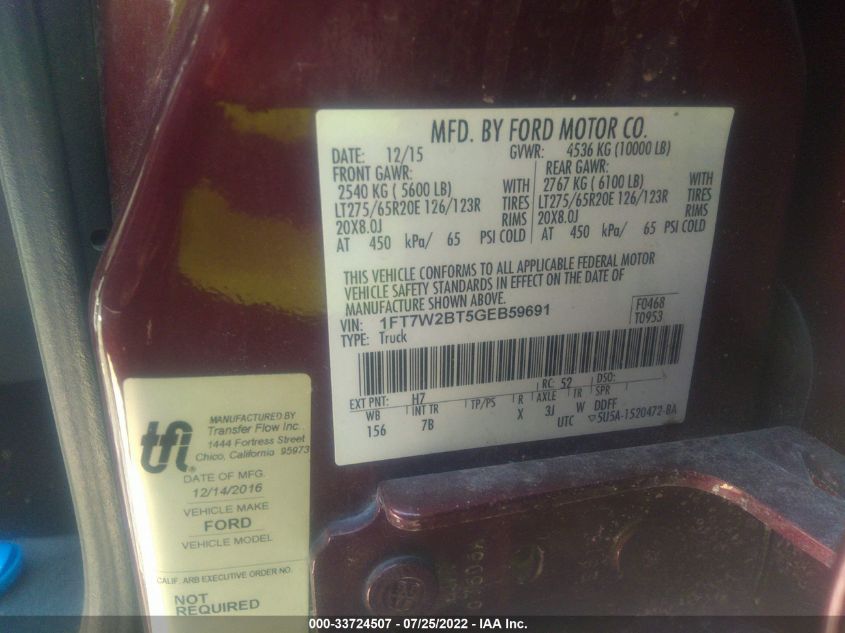 MFD. BY FORD MOTOR CO.
DATE: 12/15 GVWR: 4536 KG (10000 LB)
FRONT GAWR: REAR GAWR:
2540 KG ( 5600 LB) WITH 2767 KG ( 6100 LB) WITH
LT275/65R20E 126/123R TIRES LT275/65R20E 126/123R TIRES
20X8.0J RIMS 20X8.0J RIMS
AT 450 kPa/ 65 PSI COLD AT 450 kPa/ 65 PSI COLD
THIS VEHICLE CONFORMS TO ALL APPLICABLE FEDERAL MOTOR
VEHICLE SAFETY STANDARDS IN EFFECT ON THE DATE OF
MANUFACTURE SHOWN ABOVE.
VIN: 1FT7W2BT5GEB59691 F0468
TYPE: Truck T0953
RC: 52 DSO:
EXT PNT: H7
WB INT TR TP/PS R AXLE TR SPR
156 7B X 3J W DDFF
UTC 5U5A-1520472-BA
MANUFACTURED BY
tfi Transfer Flow Inc.
® 1444 Fortress Street
Chico, California 95973
DATE OF MFG.
12/14/2016
VEHICLE MAKE
FORD
VEHICLE MODEL
CALIF. ARB EXECUTIVE ORDER NO.
NOT
REQUIRED
000-33724507 - 07/25/2022 - IAA Inc.